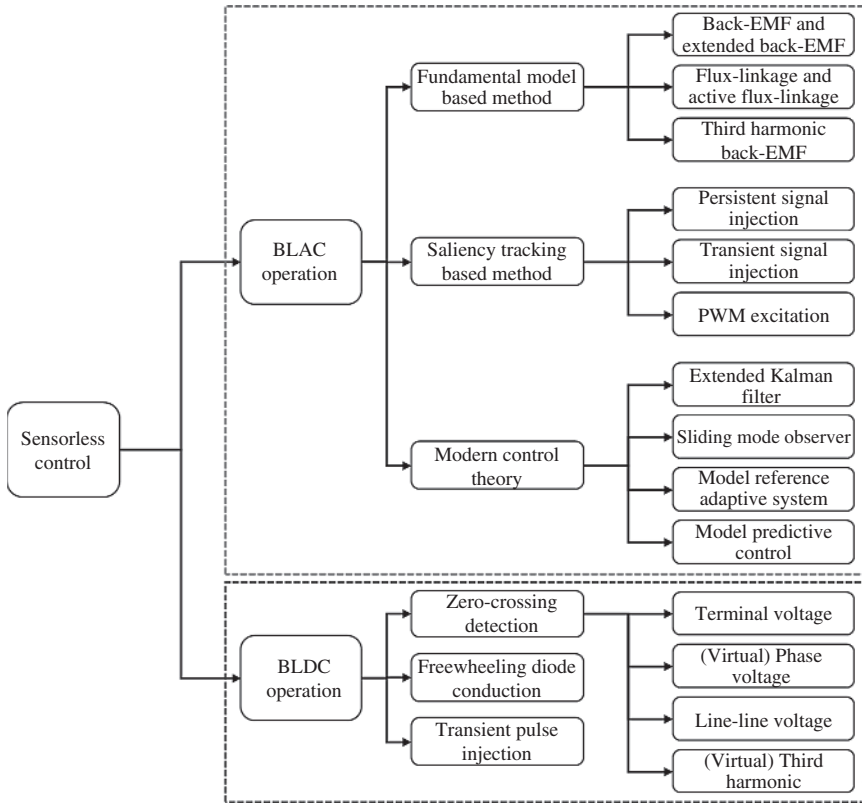 Sensorless
control
BLAC
operation
Fundamental model
based method
Back-EMF and
extended back-EMF
Flux-linkage and
active flux-linkage
Third harmonic
back-EMF
Saliency tracking
based method
Persistent signal
injection
Transient signal
injection
PWM excitation
Modern control
theory
Extended Kalman
filter
Sliding mode observer
Model reference
adaptive system
Model predictive
control
BLDC
operation
Zero-crossing
detection
Terminal voltage
(Virtual) Phase
voltage
Line-line voltage
(Virtual) Third
harmonic
Freewheeling diode
conduction
Transient pulse
injection